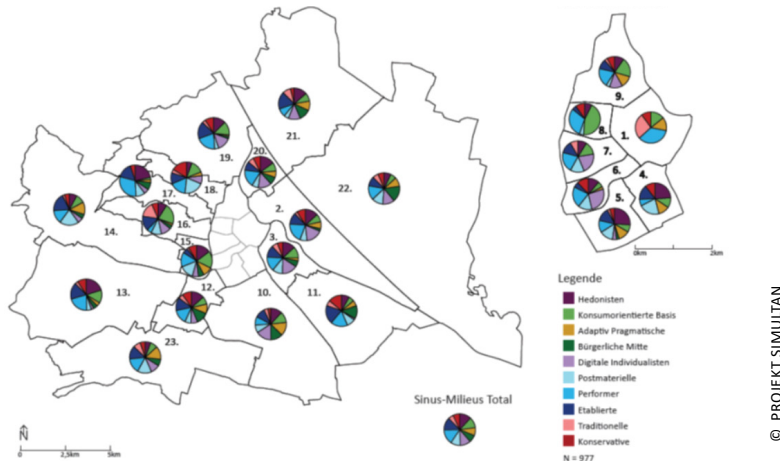 21.
19.
20.
22.
18.
17.
2.
16.
14.
3.
15.
13.
12.
10.
11.
23.
N
0
2,5km
5km
Sinus-Milieus Total
9.
8.
1.
7.
6.
4.
5.
0km
2km
Legende
Hedonisten
Konsumorientierte Basis
Adaptiv Pragmatische
Bürgerliche Mitte
Digitale Individualisten
Postmaterielle
Performer
Etablierte
Traditionelle
Konservative
N = 977
© PROJEKT SIMULTAN